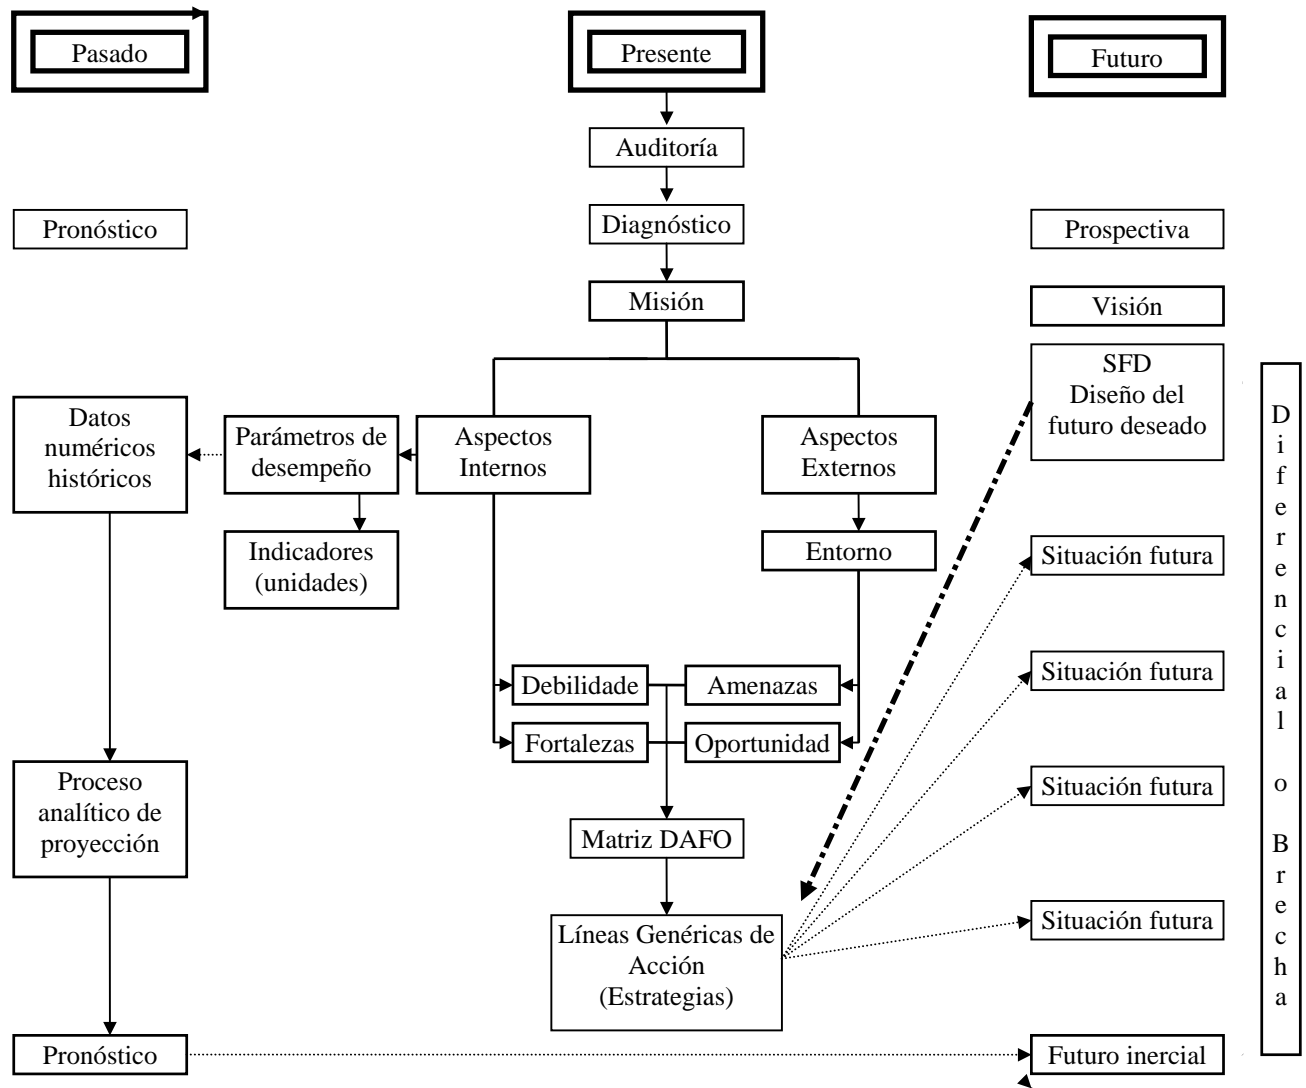 Pasado
Presente
Futuro
Auditoría
Pronóstico
Diagnóstico
Prospectiva
Misión
Visión
SFD
Diseño del
futuro deseado
Datos
numéricos
históricos
Parámetros de
desempeño
Aspectos
Internos
Aspectos
Externos
Indicadores
(unidades)
Entorno
Situación futura
Debilidade
Amenazas
Situación futura
Fortalezas
Oportunidad
Proceso
analítico de
proyección
Situación futura
Matriz DAFO
Líneas Genéricas de
Acción
(Estrategias)
Situación futura
Pronóstico
Futuro inercial
Diferencial o Brecha